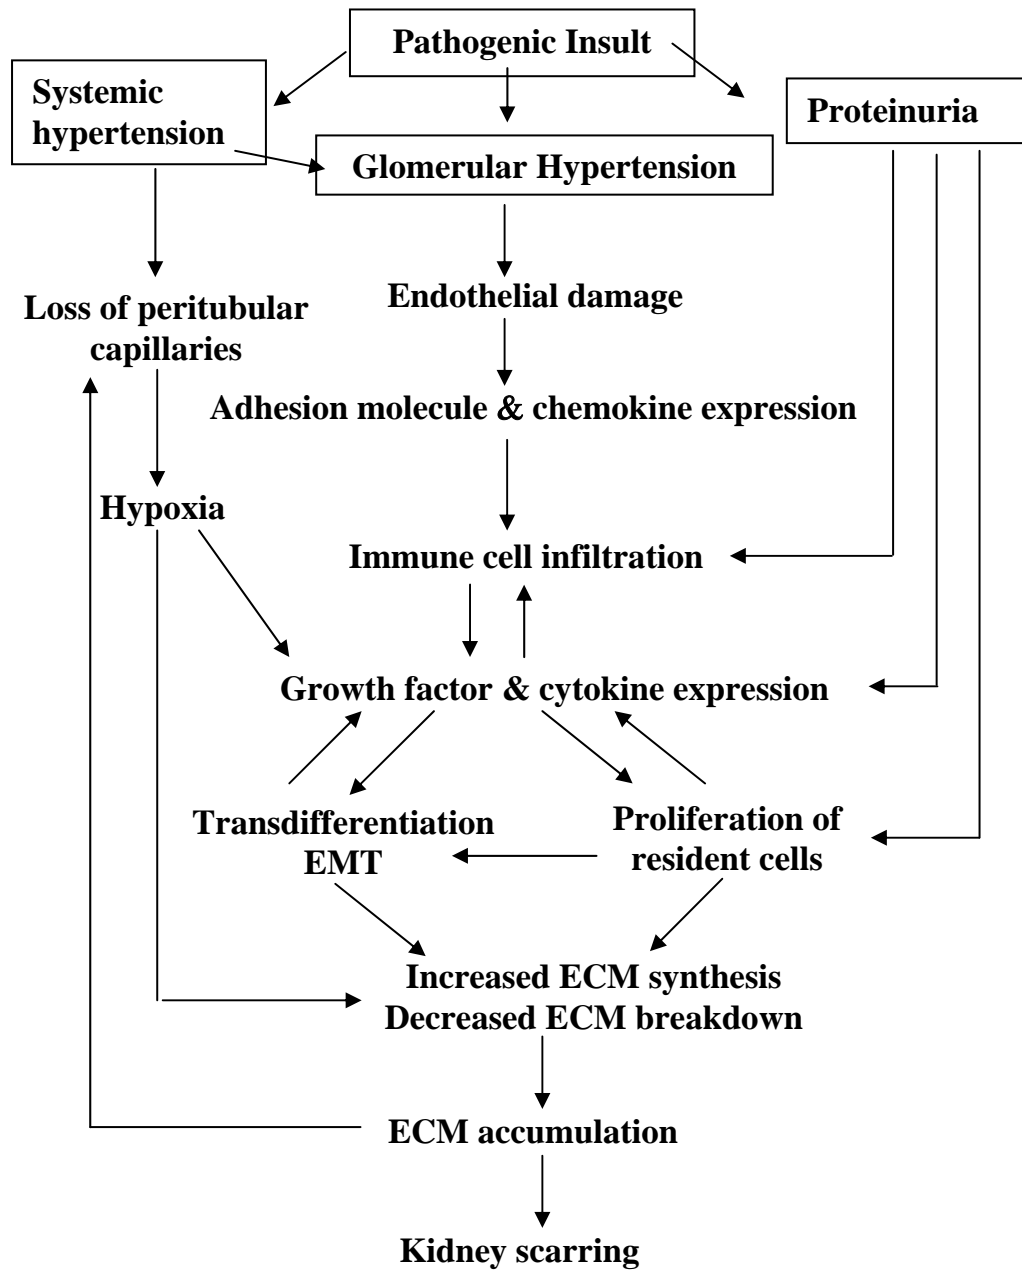 Pathogenic Insult
Systemic
hypertension
Proteinuria
Glomerular Hypertension
Endothelial damage
Loss of peritubular
capillaries
Adhesion molecule & chemokine expression
Hypoxia
Immune cell infiltration
Growth factor & cytokine expression
Transdifferentiation
EMT
Proliferation of
resident cells
Increased ECM synthesis
Decreased ECM breakdown
ECM accumulation
Kidney scarring